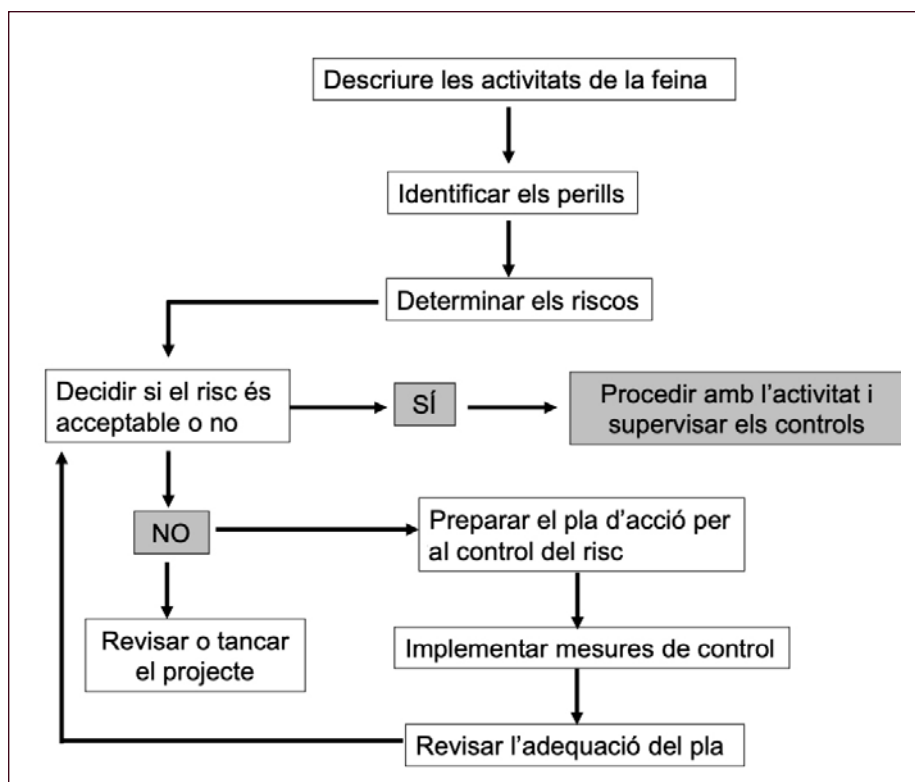 Descriure les activitats de la feina
Identificar els perills
Determinar els riscos
Decidir si el risc és
acceptable o no
SÍ
Procedir amb l’activitat i
supervisar els controls
NO
Preparar el pla d’acció per
al control del risc
Revisar o tancar
el projecte
Implementar mesures de control
Revisar l’adequació del pla